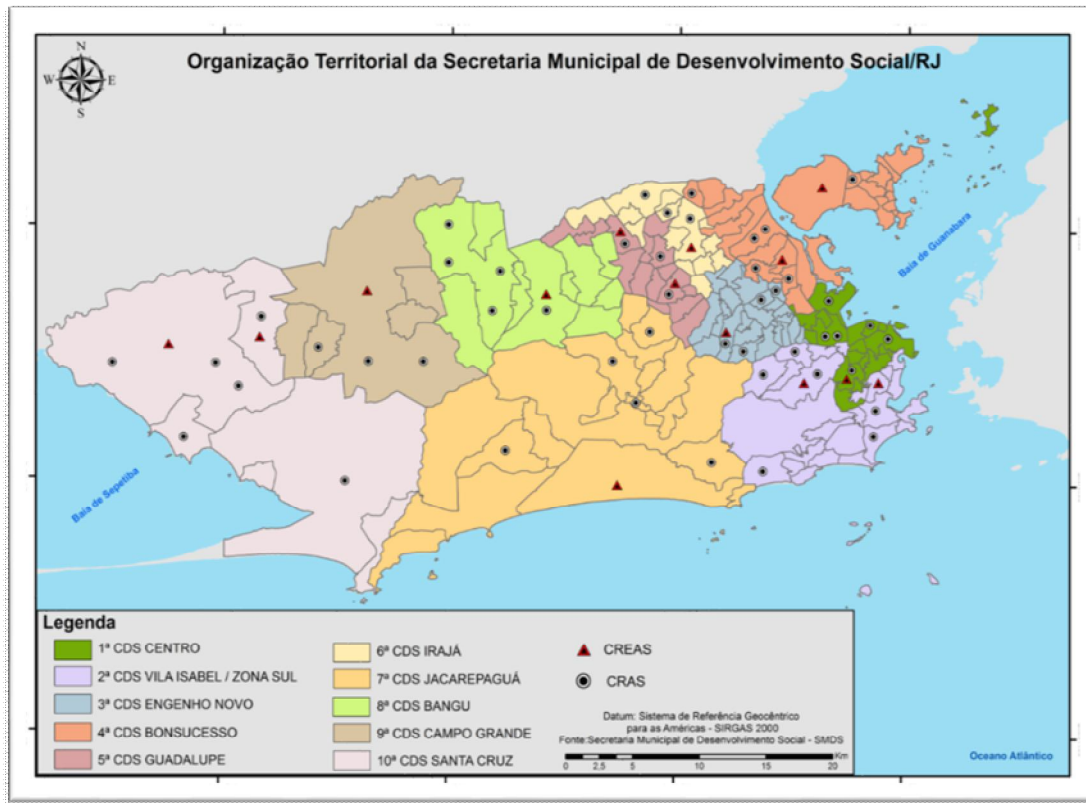 N
W E
S
Organização Territorial da Secretaria Municipal de Desenvolvimento Social/RJ
Baía de Guanabara
Baía de Sepetiba
Legenda
1ª CDS CENTRO
2ª CDS VILA ISABEL / ZONA SUL
3ª CDS ENGENHO NOVO
4ª CDS BONSUCESSO
5ª CDS GUADALUPE
6ª CDS IRAJÁ
7ª CDS JACAREPAGUÁ
8ª CDS BANGU
9ª CDS CAMPO GRANDE
10ª CDS SANTA CRUZ
CREAS
CRAS
Datum: Sistema de Referência Geocêntrico
para as Américas - SIRGAS 2000
Fonte:Secretaria Municipal de Desenvolvimento Social - SMDS
Km
0 2,5 5 10 15 20
Oceano Atlântico